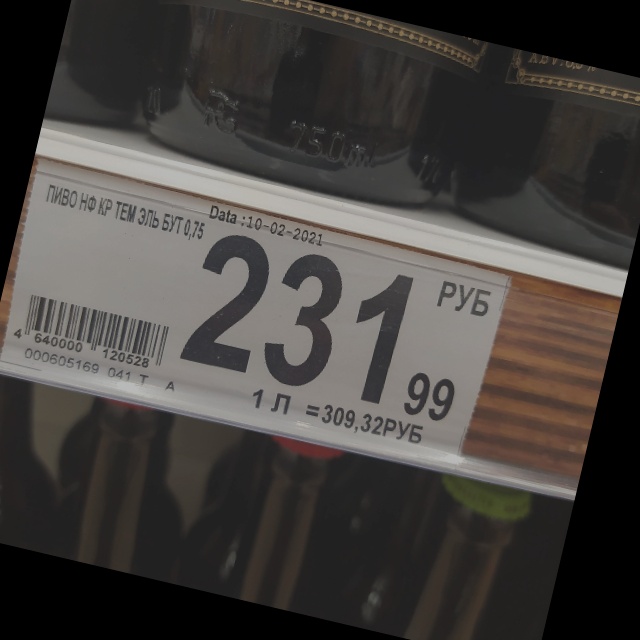 750m
ПИВО НФ КР ТЕМ ЭЛЬ БУТ 0,75
Data :10-02-2021
231 99 РУБ
4 640000 120528
000605169 041 Т А
1 Л =309,32РУБ